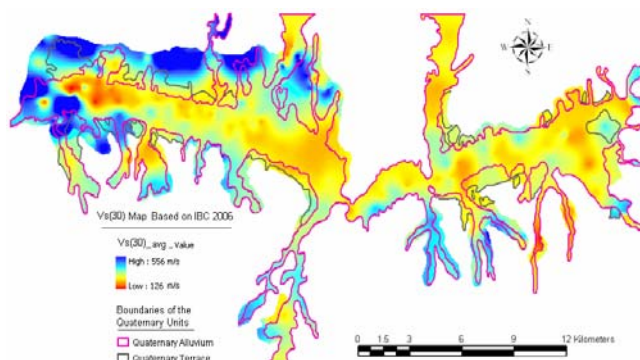 N
W E
S
Vs(30) Map Based on IBC 2006
Vs(30)_avg_value
High : 556 m/s
Low : 126 m/s
Boundaries of the
Quaternary Units
Quaternary Alluvium
Quaternary Terrace
0 1.5 3 6 9 12 Kilometers